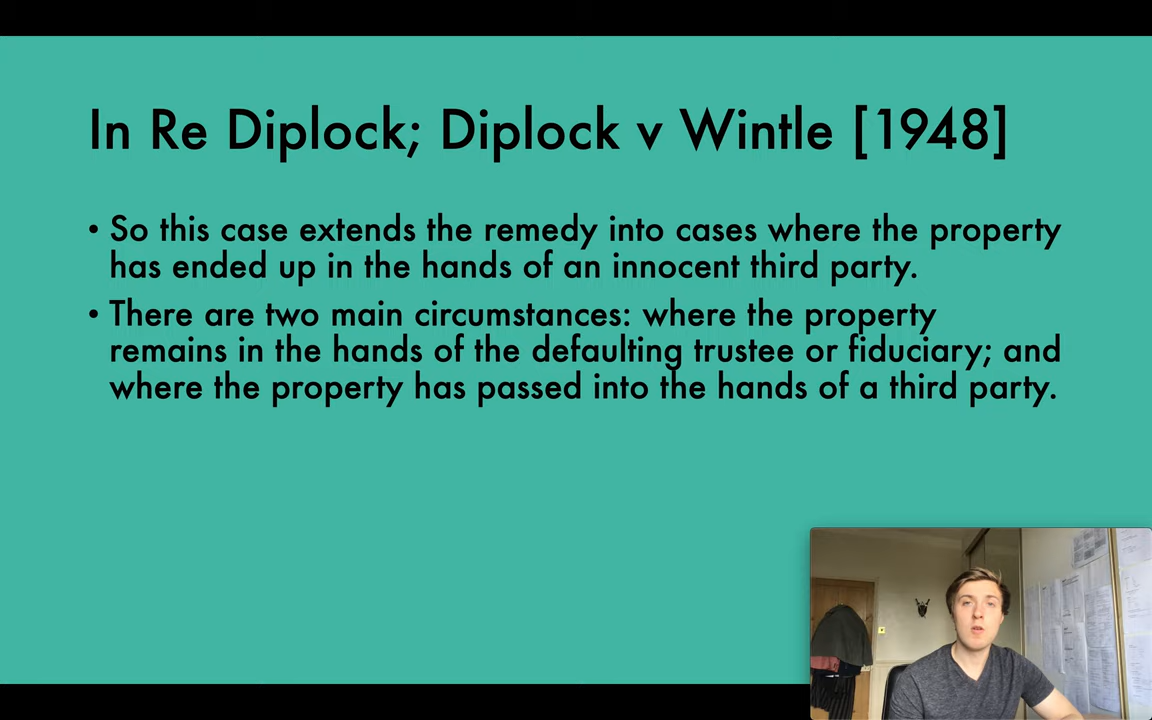 In Re Diplock; Diplock v Wintle [1948]
• So this case extends the remedy into cases where the property
has ended up in the hands of an innocent third party.
• There are two main circumstances: where the property
remains in the hands of the defaulting trustee or fiduciary; and
where the property has passed into the hands of a third party.